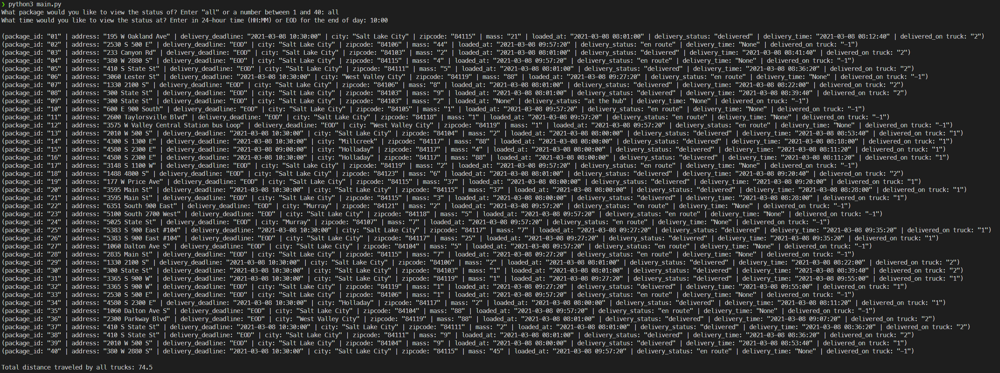 ❯ python3 main.py
What package would you like to view the status of? Enter "all" or a number between 1 and 40: all
What time would you like to view the status at? Enter in 24-hour time (HH:MM) or EOD for the end of day: 10:00
(package_id: "01" | address: "195 W Oakland Ave" | delivery_deadline: "2021-03-08 10:30:00" | city: "Salt Lake City" | zipcode: "84115" | mass: "21" | loaded_at: "2021-03-08 08:01:00" | delivery_status: "delivered" | delivery_time: "2021-03-08 08:12:40" | delivered_on truck: "2")
(package_id: "02" | address: "2530 S 500 E" | delivery_deadline: "EOD" | city: "Salt Lake City" | zipcode: "84106" | mass: "44" | loaded_at: "2021-03-08 09:57:20" | delivery_status: "en route" | delivery_time: "None" | delivered_on truck: "-1")
(package_id: "03" | address: "233 Canyon Rd" | delivery_deadline: "EOD" | city: "Salt Lake City" | zipcode: "84103" | mass: "2" | loaded_at: "2021-03-08 08:01:00" | delivery_status: "delivered" | delivery_time: "2021-03-08 08:41:40" | delivered_on truck: "2")
(package_id: "04" | address: "380 W 2880 S" | delivery_deadline: "EOD" | city: "Salt Lake City" | zipcode: "84115" | mass: "4" | loaded_at: "2021-03-08 09:57:20" | delivery_status: "en route" | delivery_time: "None" | delivered_on truck: "-1")
(package_id: "05" | address: "410 S State St" | delivery_deadline: "EOD" | city: "Salt Lake City" | zipcode: "84111" | mass: "5" | loaded_at: "2021-03-08 08:01:00" | delivery_status: "delivered" | delivery_time: "2021-03-08 08:36:20" | delivered_on truck: "2")
(package_id: "06" | address: "3060 Lester St" | delivery_deadline: "2021-03-08 10:30:00" | city: "West Valley City" | zipcode: "84119" | mass: "88" | loaded_at: "2021-03-08 09:27:20" | delivery_status: "en route" | delivery_time: "None" | delivered_on truck: "-1")
(package_id: "07" | address: "1330 2100 S" | delivery_deadline: "EOD" | city: "Salt Lake City" | zipcode: "84106" | mass: "8" | loaded_at: "2021-03-08 08:01:00" | delivery_status: "delivered" | delivery_time: "2021-03-08 08:22:00" | delivered_on truck: "2")
(package_id: "08" | address: "300 State St" | delivery_deadline: "EOD" | city: "Salt Lake City" | zipcode: "84103" | mass: "9" | loaded_at: "2021-03-08 08:01:00" | delivery_status: "delivered" | delivery_time: "2021-03-08 08:39:40" | delivered_on truck: "2")
(package_id: "09" | address: "300 State St" | delivery_deadline: "EOD" | city: "Salt Lake City" | zipcode: "84103" | mass: "2" | loaded_at: "None" | delivery_status: "at the hub" | delivery_time: "None" | delivered_on truck: "-1")
(package_id: "10" | address: "600 E 900 South" | delivery_deadline: "EOD" | city: "Salt Lake City" | zipcode: "84105" | mass: "1" | loaded_at: "2021-03-08 09:57:20" | delivery_status: "en route" | delivery_time: "None" | delivered_on truck: "-1")
(package_id: "11" | address: "2600 Taylorsville Blvd" | delivery_deadline: "EOD" | city: "Salt Lake City" | zipcode: "84118" | mass: "1" | loaded_at: "2021-03-08 09:57:20" | delivery_status: "en route" | delivery_time: "None" | delivered_on truck: "-1")
(package_id: "12" | address: "3575 W Valley Central Station bus Loop" | delivery_deadline: "EOD" | city: "West Valley City" | zipcode: "84119" | mass: "1" | loaded_at: "2021-03-08 09:57:20" | delivery_status: "en route" | delivery_time: "None" | delivered_on truck: "-1")
(package_id: "13" | address: "2010 W 500 S" | delivery_deadline: "2021-03-08 10:30:00" | city: "Salt Lake City" | zipcode: "84104" | mass: "2" | loaded_at: "2021-03-08 08:00:00" | delivery_status: "delivered" | delivery_time: "2021-03-08 08:53:40" | delivered_on truck: "1")
(package_id: "14" | address: "4300 S 1300 E" | delivery_deadline: "2021-03-08 10:30:00" | city: "Millcreek" | zipcode: "84117" | mass: "88" | loaded_at: "2021-03-08 08:00:00" | delivery_status: "delivered" | delivery_time: "2021-03-08 08:18:00" | delivered_on truck: "1")
(package_id: "15" | address: "4580 S 2300 E" | delivery_deadline: "2021-03-08 09:00:00" | city: "Holladay" | zipcode: "84117" | mass: "4" | loaded_at: "2021-03-08 08:00:00" | delivery_status: "delivered" | delivery_time: "2021-03-08 08:11:20" | delivered_on truck: "1")
(package_id: "16" | address: "4580 S 2300 E" | delivery_deadline: "2021-03-08 10:30:00" | city: "Holladay" | zipcode: "84117" | mass: "88" | loaded_at: "2021-03-08 08:00:00" | delivery_status: "delivered" | delivery_time: "2021-03-08 08:11:20" | delivered_on truck: "1")
(package_id: "17" | address: "3148 S 1100 W" | delivery_deadline: "EOD" | city: "Salt Lake City" | zipcode: "84119" | mass: "2" | loaded_at: "2021-03-08 09:57:20" | delivery_status: "en route" | delivery_time: "None" | delivered_on truck: "-1")
(package_id: "18" | address: "1488 4800 S" | delivery_deadline: "EOD" | city: "Salt Lake City" | zipcode: "84123" | mass: "6" | loaded_at: "2021-03-08 08:01:00" | delivery_status: "delivered" | delivery_time: "2021-03-08 09:20:40" | delivered_on truck: "2")
(package_id: "19" | address: "177 W Price Ave" | delivery_deadline: "EOD" | city: "Salt Lake City" | zipcode: "84115" | mass: "37" | loaded_at: "2021-03-08 08:00:00" | delivery_status: "delivered" | delivery_time: "2021-03-08 09:20:00" | delivered_on truck: "1")
(package_id: "20" | address: "3595 Main St" | delivery_deadline: "2021-03-08 10:30:00" | city: "Salt Lake City" | zipcode: "84115" | mass: "37" | loaded_at: "2021-03-08 08:00:00" | delivery_status: "delivered" | delivery_time: "2021-03-08 08:28:00" | delivered_on truck: "1")
(package_id: "21" | address: "3595 Main St" | delivery_deadline: "EOD" | city: "Salt Lake City" | zipcode: "84115" | mass: "3" | loaded_at: "2021-03-08 08:00:00" | delivery_status: "delivered" | delivery_time: "2021-03-08 08:28:00" | delivered_on truck: "1")
(package_id: "22" | address: "6351 South 900 East" | delivery_deadline: "EOD" | city: "Murray" | zipcode: "84121" | mass: "2" | loaded_at: "2021-03-08 09:57:20" | delivery_status: "en route" | delivery_time: "None" | delivered_on truck: "-1")
(package_id: "23" | address: "5100 South 2700 West" | delivery_deadline: "EOD" | city: "Salt Lake City" | zipcode: "84118" | mass: "5" | loaded_at: "2021-03-08 09:57:20" | delivery_status: "en route" | delivery_time: "None" | delivered_on truck: "-1")
(package_id: "24" | address: "5025 State St" | delivery_deadline: "EOD" | city: "Murray" | zipcode: "84107" | mass: "7" | loaded_at: "2021-03-08 09:57:20" | delivery_status: "en route" | delivery_time: "None" | delivered_on truck: "-1")
(package_id: "25" | address: "5383 S 900 East #104" | delivery_deadline: "2021-03-08 10:30:00" | city: "Salt Lake City" | zipcode: "84117" | mass: "7" | loaded_at: "2021-03-08 09:27:20" | delivery_status: "delivered" | delivery_time: "2021-03-08 09:35:20" | delivered_on truck: "1")
(package_id: "26" | address: "5383 S 900 East #104" | delivery_deadline: "EOD" | city: "Salt Lake City" | zipcode: "84117" | mass: "25" | loaded_at: "2021-03-08 09:27:20" | delivery_status: "delivered" | delivery_time: "2021-03-08 09:35:20" | delivered_on truck: "1")
(package_id: "27" | address: "1060 Dalton Ave S" | delivery_deadline: "EOD" | city: "Salt Lake City" | zipcode: "84104" | mass: "5" | loaded_at: "2021-03-08 09:57:20" | delivery_status: "en route" | delivery_time: "None" | delivered_on truck: "-1")
(package_id: "28" | address: "2835 Main St" | delivery_deadline: "EOD" | city: "Salt Lake City" | zipcode: "84115" | mass: "7" | loaded_at: "2021-03-08 09:27:20" | delivery_status: "en route" | delivery_time: "None" | delivered_on truck: "-1")
(package_id: "29" | address: "1330 2100 S" | delivery_deadline: "2021-03-08 10:30:00" | city: "Salt Lake City" | zipcode: "84106" | mass: "2" | loaded_at: "2021-03-08 08:01:00" | delivery_status: "delivered" | delivery_time: "2021-03-08 08:22:00" | delivered_on truck: "2")
(package_id: "30" | address: "300 State St" | delivery_deadline: "2021-03-08 10:30:00" | city: "Salt Lake City" | zipcode: "84103" | mass: "1" | loaded_at: "2021-03-08 08:01:00" | delivery_status: "delivered" | delivery_time: "2021-03-08 08:39:40" | delivered_on truck: "2")
(package_id: "31" | address: "3365 S 900 W" | delivery_deadline: "2021-03-08 10:30:00" | city: "Salt Lake City" | zipcode: "84119" | mass: "1" | loaded_at: "2021-03-08 09:27:20" | delivery_status: "delivered" | delivery_time: "2021-03-08 09:55:00" | delivered_on truck: "1")
(package_id: "32" | address: "3365 S 900 W" | delivery_deadline: "EOD" | city: "Salt Lake City" | zipcode: "84119" | mass: "1" | loaded_at: "2021-03-08 09:27:20" | delivery_status: "delivered" | delivery_time: "2021-03-08 09:55:00" | delivered_on truck: "1")
(package_id: "33" | address: "2530 S 500 E" | delivery_deadline: "EOD" | city: "Salt Lake City" | zipcode: "84106" | mass: "1" | loaded_at: "2021-03-08 09:57:20" | delivery_status: "en route" | delivery_time: "None" | delivered_on truck: "-1")
(package_id: "34" | address: "4580 S 2300 E" | delivery_deadline: "2021-03-08 10:30:00" | city: "Holladay" | zipcode: "84117" | mass: "2" | loaded_at: "2021-03-08 08:00:00" | delivery_status: "delivered" | delivery_time: "2021-03-08 08:11:20" | delivered_on truck: "1")
(package_id: "35" | address: "1060 Dalton Ave S" | delivery_deadline: "EOD" | city: "Salt Lake City" | zipcode: "84104" | mass: "88" | loaded_at: "2021-03-08 09:57:20" | delivery_status: "en route" | delivery_time: "None" | delivered_on truck: "-1")
(package_id: "36" | address: "2300 Parkway Blvd" | delivery_deadline: "EOD" | city: "West Valley City" | zipcode: "84119" | mass: "88" | loaded_at: "2021-03-08 08:01:00" | delivery_status: "delivered" | delivery_time: "2021-03-08 09:07:20" | delivered_on truck: "2")
(package_id: "37" | address: "410 S State St" | delivery_deadline: "2021-03-08 10:30:00" | city: "Salt Lake City" | zipcode: "84111" | mass: "2" | loaded_at: "2021-03-08 08:01:00" | delivery_status: "delivered" | delivery_time: "2021-03-08 08:36:20" | delivered_on truck: "2")
(package_id: "38" | address: "410 S State St" | delivery_deadline: "EOD" | city: "Salt Lake City" | zipcode: "84111" | mass: "9" | loaded_at: "2021-03-08 08:01:00" | delivery_status: "delivered" | delivery_time: "2021-03-08 08:36:20" | delivered_on truck: "2")
(package_id: "39" | address: "2010 W 500 S" | delivery_deadline: "EOD" | city: "Salt Lake City" | zipcode: "84104" | mass: "9" | loaded_at: "2021-03-08 08:00:00" | delivery_status: "delivered" | delivery_time: "2021-03-08 08:53:40" | delivered_on truck: "1")
(package_id: "40" | address: "380 W 2880 S" | delivery_deadline: "2021-03-08 10:30:00" | city: "Salt Lake City" | zipcode: "84115" | mass: "45" | loaded_at: "2021-03-08 09:57:20" | delivery_status: "en route" | delivery_time: "None" | delivered_on truck: "-1")
Total distance traveled by all trucks: 74.5